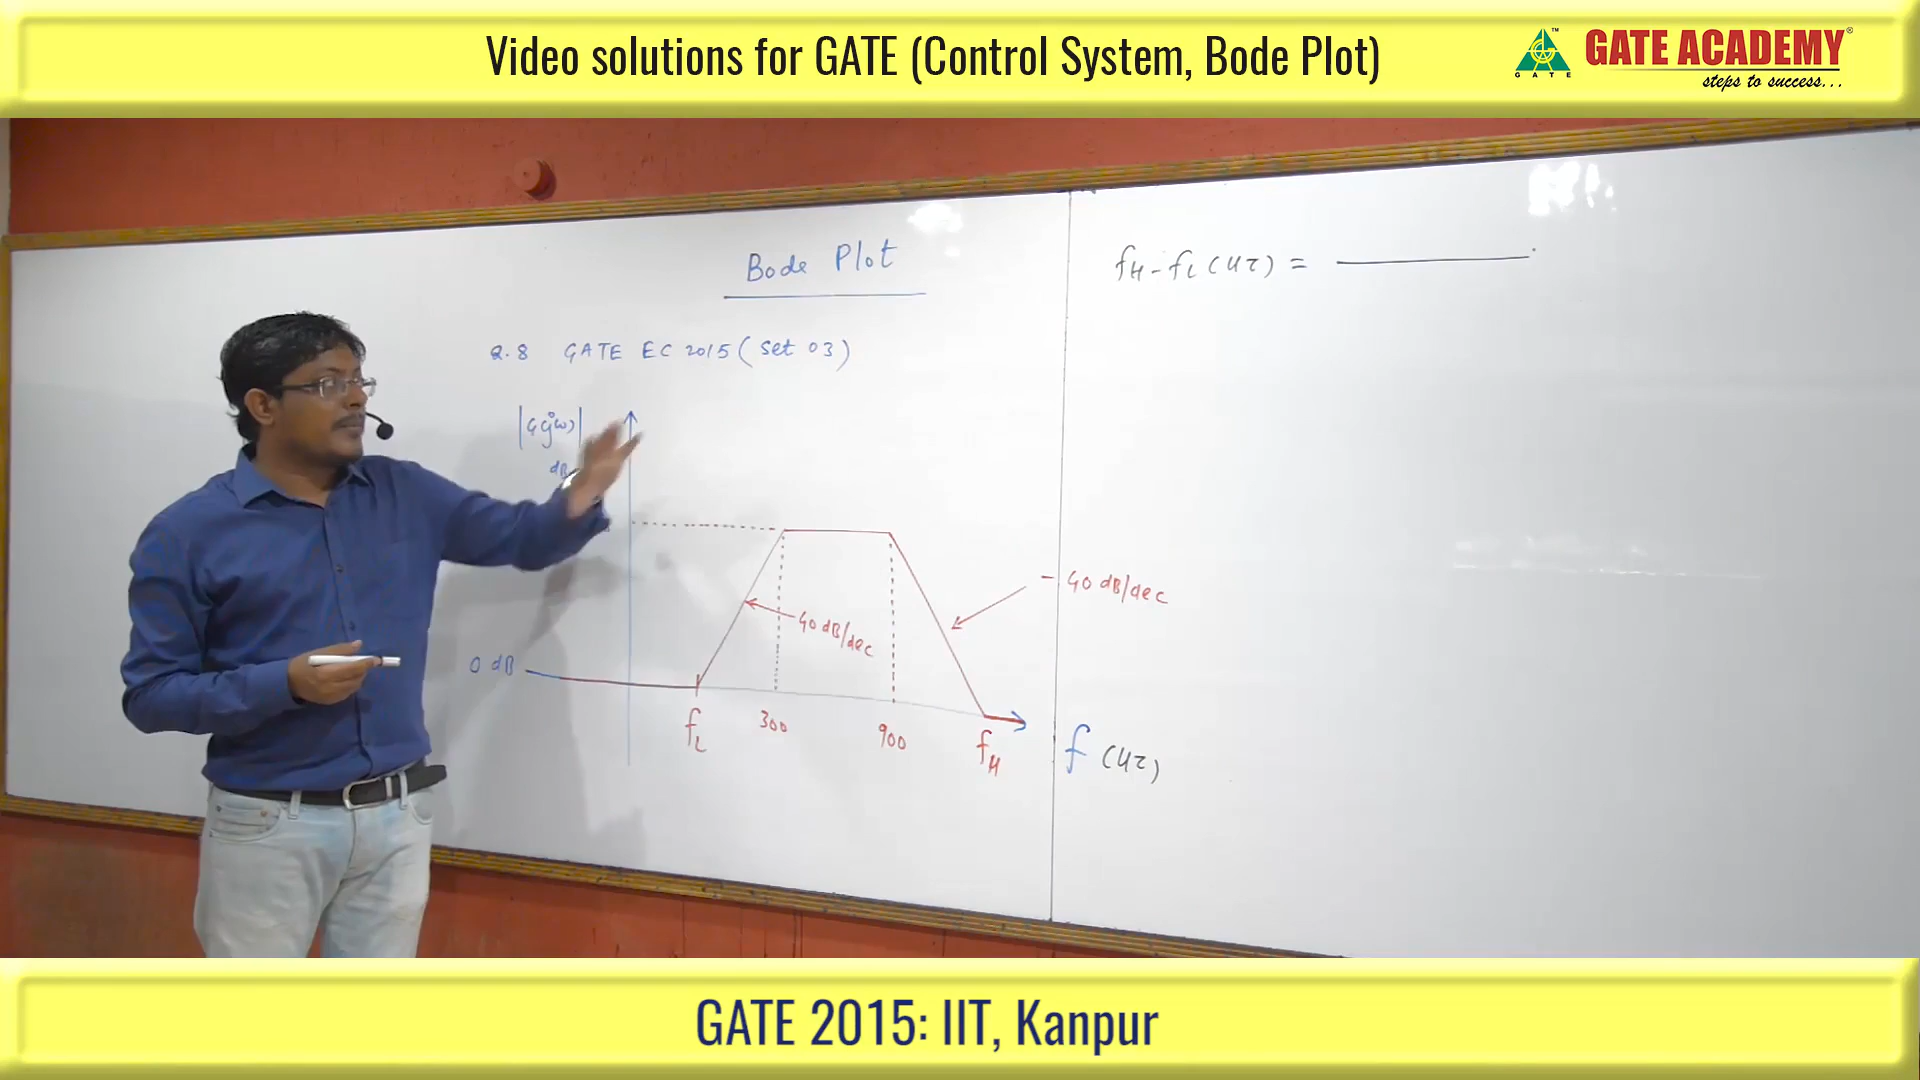 Video solutions for GATE (Control System, Bode Plot)
GATE
GATE ACADEMY
steps to success...
Bode Plot
Q.8 GATE EC 2015 (Set 03)
|G(jω)|
dB
40 dB/dec
- 40 dB/dec
0 dB
fL 300 900 fH f (Hz)
fH - fL (Hz) =
GATE 2015: IIT, Kanpur